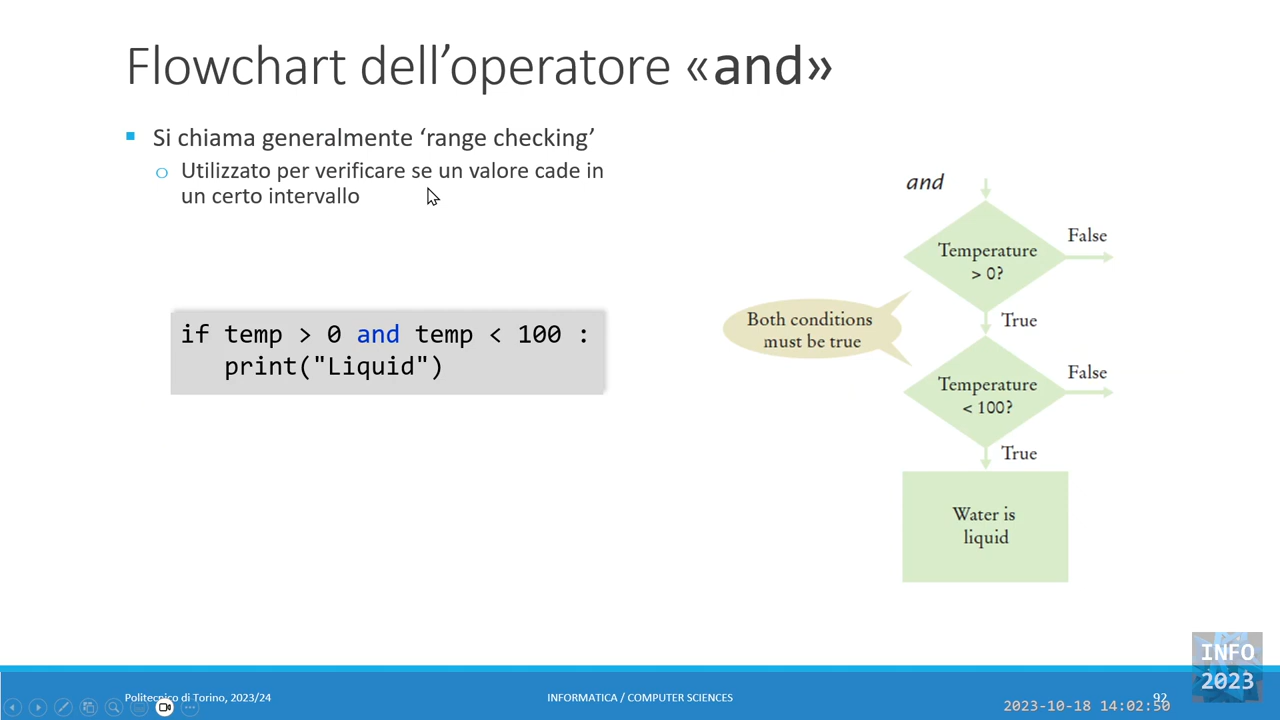 Flowchart dell’operatore «and»
Si chiama generalmente ‘range checking’
Utilizzato per verificare se un valore cade in
un certo intervallo
if temp > 0 and temp < 100 :
print("Liquid")
and
Temperature
> 0?
False
True
Both conditions
must be true
Temperature
< 100?
False
True
Water is
liquid
Politecnico di Torino, 2023/24
INFORMATICA / COMPUTER SCIENCES
92
INFO
2023
2023-10-18 14:02:50